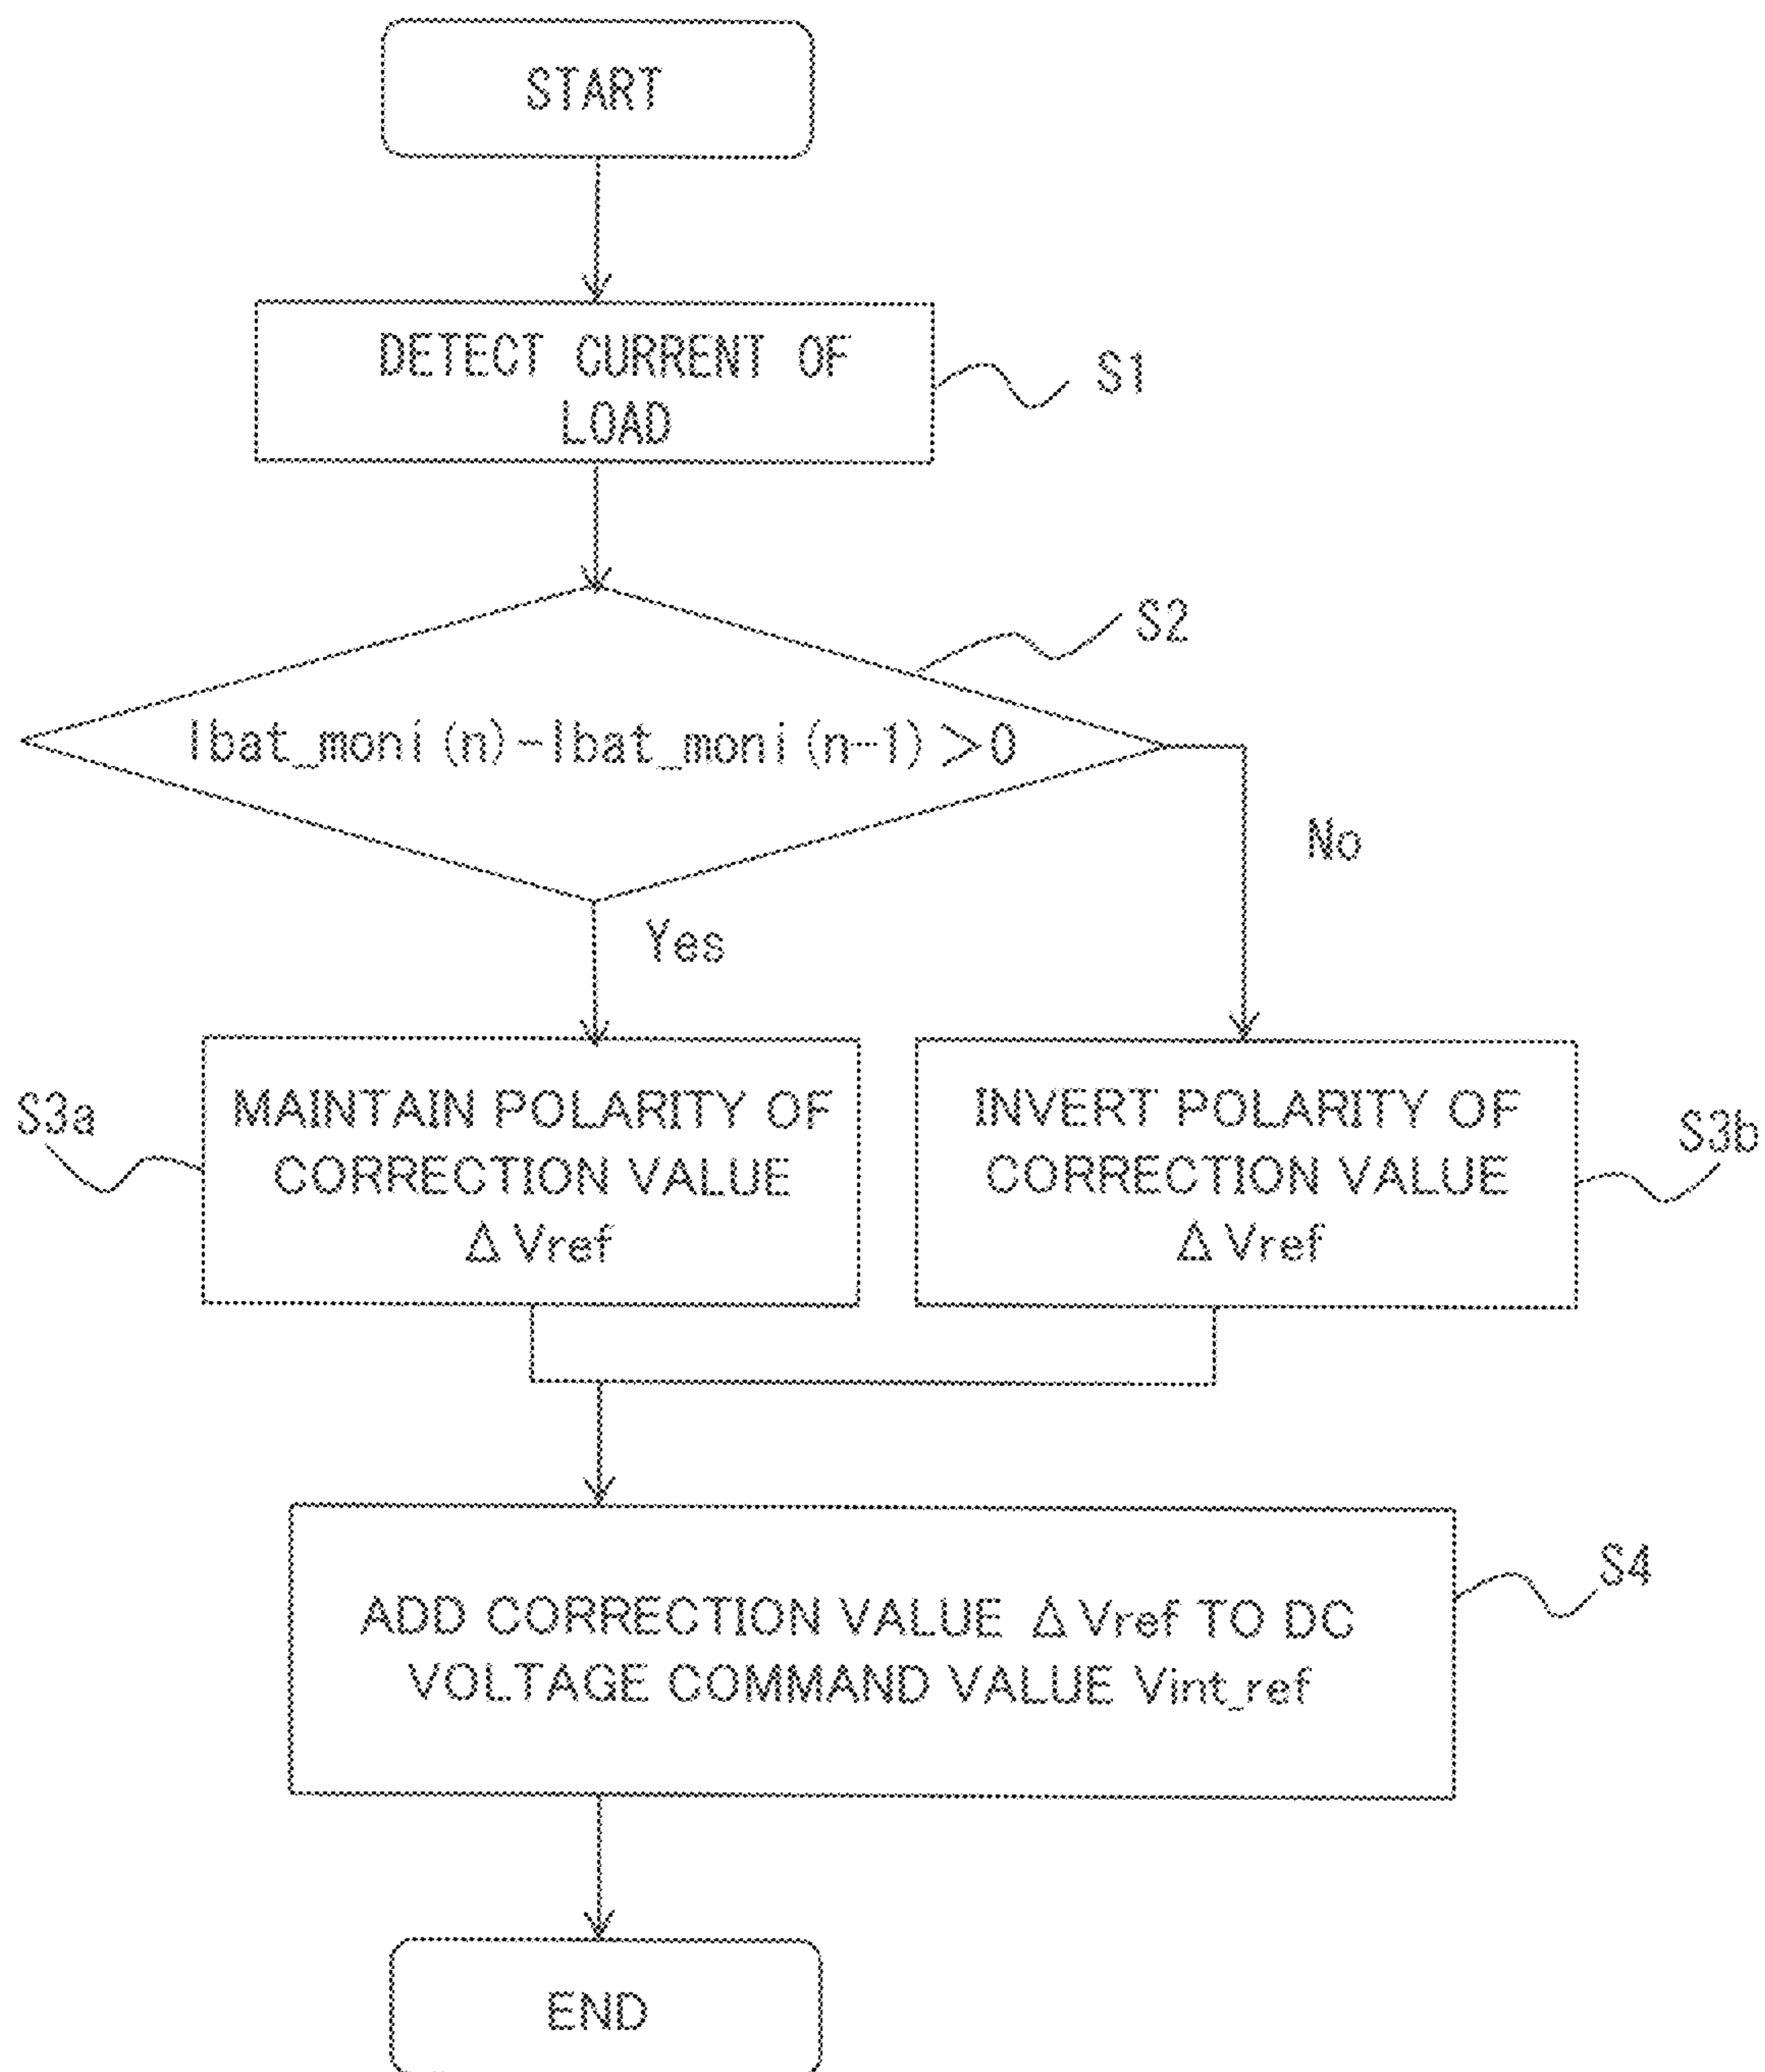 START
DETECT CURRENT OF
LOAD
S1
S2
Ibat_moni(n)-Ibat_moni(n-1)>0
No
Yes
S3a
MAINTAIN POLARITY OF
CORRECTION VALUE
ΔVref
INVERT POLARITY OF
CORRECTION VALUE
ΔVref
S3b
ADD CORRECTION VALUE ΔVref TO DC
VOLTAGE COMMAND VALUE Vint_ref
S4
END